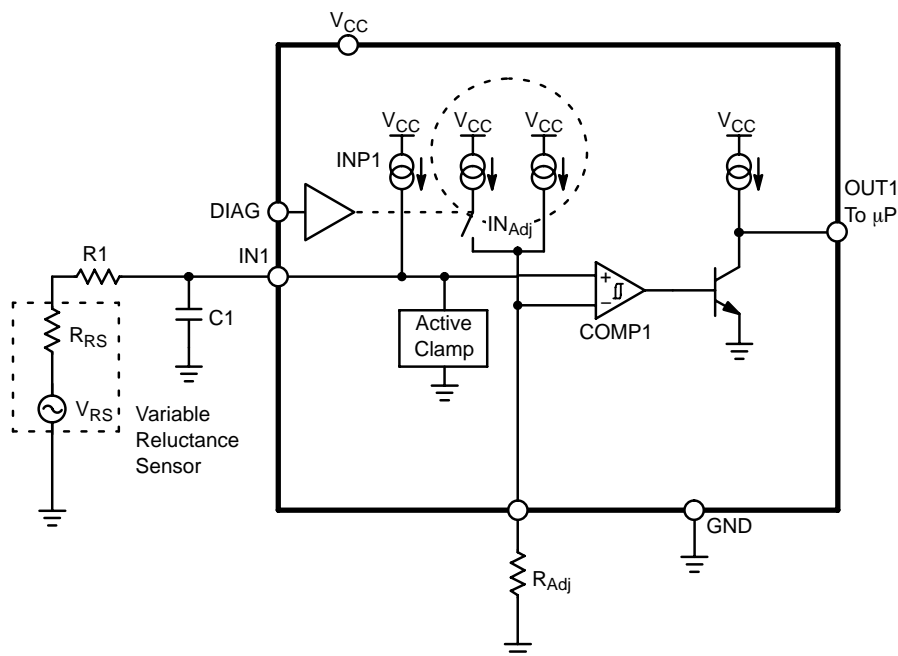 VCC
VCC
VCC
VCC
VCC
INP1
OUT1
To µP
DIAG
INAdj
R1
IN1
C1
+
−
COMP1
Active
Clamp
RRS
VRS
Variable
Reluctance
Sensor
GND
RAdj